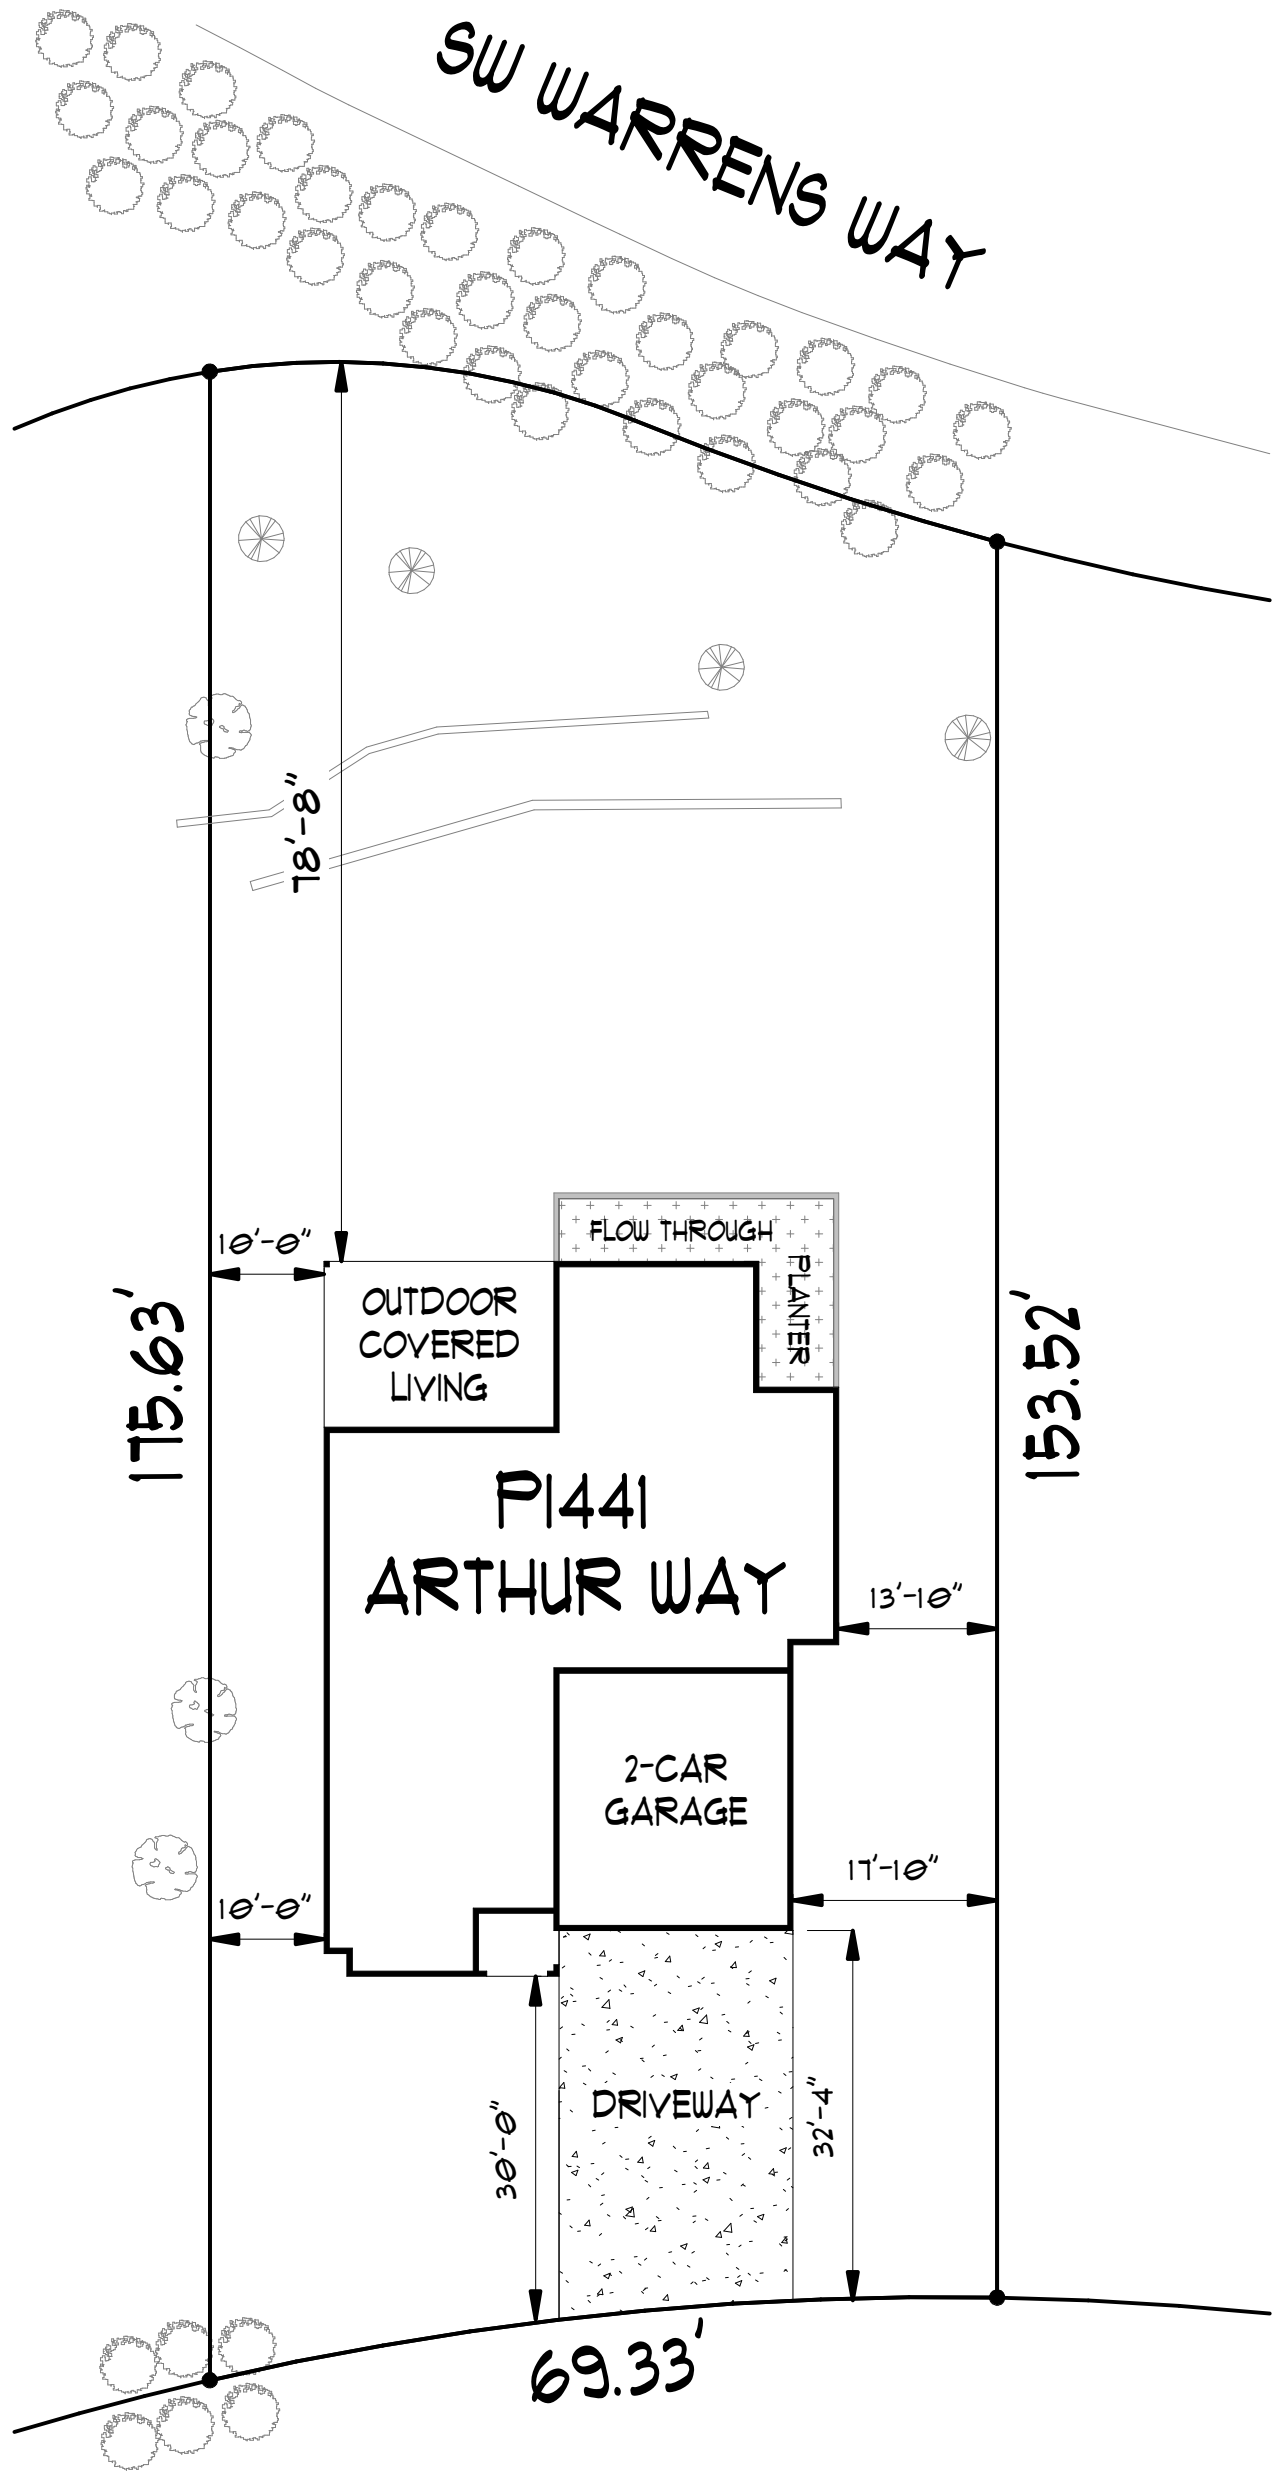 SW WARRENS WAY
78'-8"
10'-0"
FLOW THROUGH
PLANTER
OUTDOOR
COVERED
LIVING
175.63'
153.52'
P1441
ARTHUR WAY
13'-10"
2-CAR
GARAGE
17'-10"
10'-0"
DRIVEWAY
30'-0"
32'-4"
69.33'